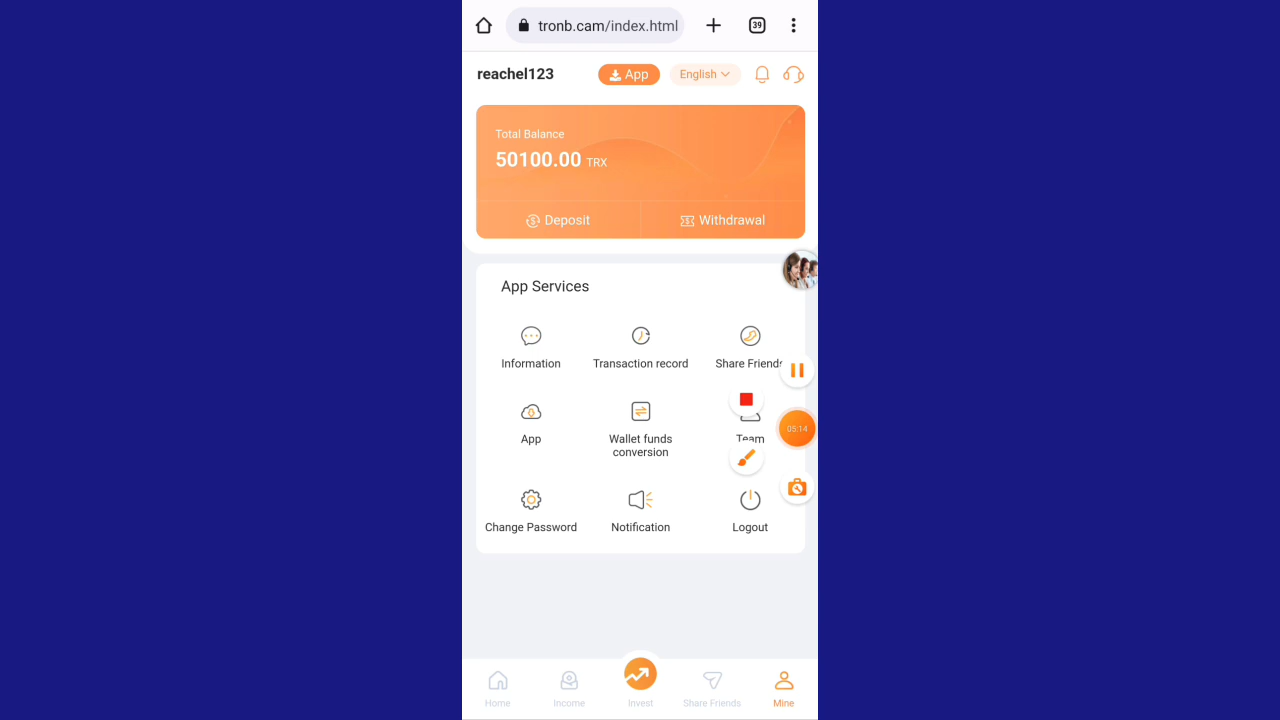 tronb.cam/index.html
39
reachel123
App
English
Total Balance
50100.00 TRX
Deposit
Withdrawal
App Services
Information
Transaction record
Share Friends
App
Wallet funds
conversion
Team
05:14
Change Password
Notification
Logout
Home
Income
Invest
Share Friends
Mine